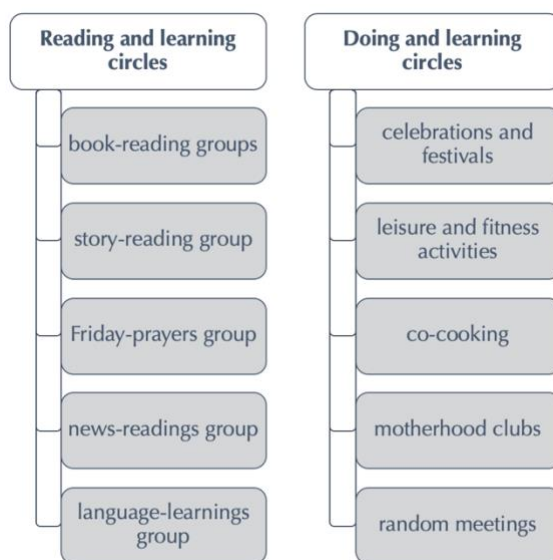 Reading and learning
circles
book-reading groups
story-reading group
Friday-prayers group
news-readings group
language-learnings
group
Doing and learning
circles
celebrations and
festivals
leisure and fitness
activities
co-cooking
motherhood clubs
random meetings